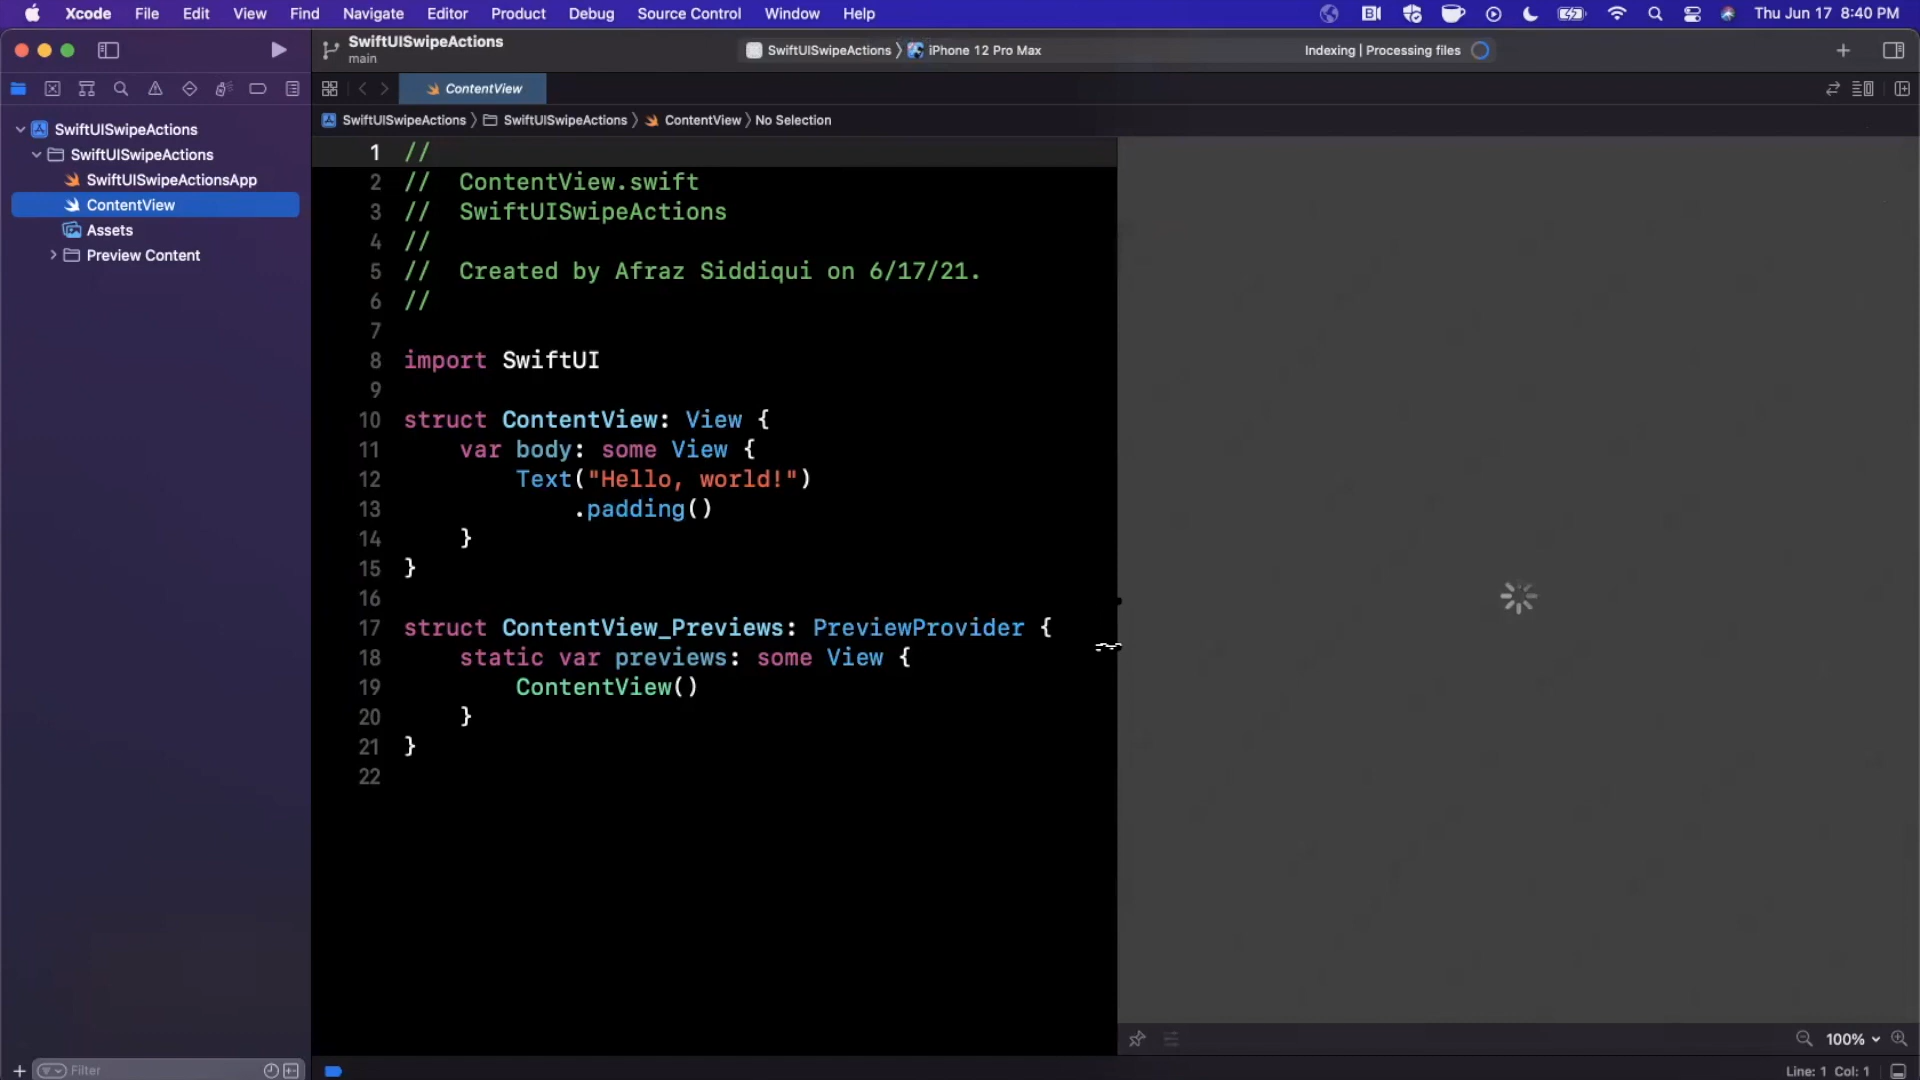 Xcode File Edit View Find Navigate Editor Product Debug Source Control Window Help Thu Jun 17 8:40 PM
SwiftUISwipeActions
main
SwiftUISwipeActions iPhone 12 Pro Max Indexing | Processing files
ContentView
SwiftUISwipeActions SwiftUISwipeActions ContentView No Selection
SwiftUISwipeActions
SwiftUISwipeActions
SwiftUISwipeActionsApp
ContentView
Assets
Preview Content
1 //
2 //  ContentView.swift
3 //  SwiftUISwipeActions
4 //
5 //  Created by Afraz Siddiqui on 6/17/21.
6 //
7
8 import SwiftUI
9
10 struct ContentView: View {
11     var body: some View {
12         Text("Hello, world!")
13             .padding()
14     }
15 }
16
17 struct ContentView_Previews: PreviewProvider {
18     static var previews: some View {
19         ContentView()
20     }
21 }
22
100%
Filter
Line: 1 Col: 1